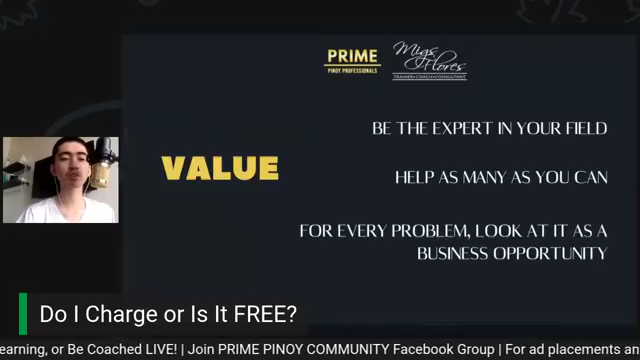 PRIME
PINOY PROFESSIONALS
Migs
Flores
TRAINER•COACH•CONSULTANT
BE THE EXPERT IN YOUR FIELD
VALUE
HELP AS MANY AS YOU CAN
FOR EVERY PROBLEM, LOOK AT IT AS A
BUSINESS OPPORTUNITY
Do I Charge or Is It FREE?
earning, or Be Coached LIVE! | Join PRIME PINOY COMMUNITY Facebook Group | For ad placements an